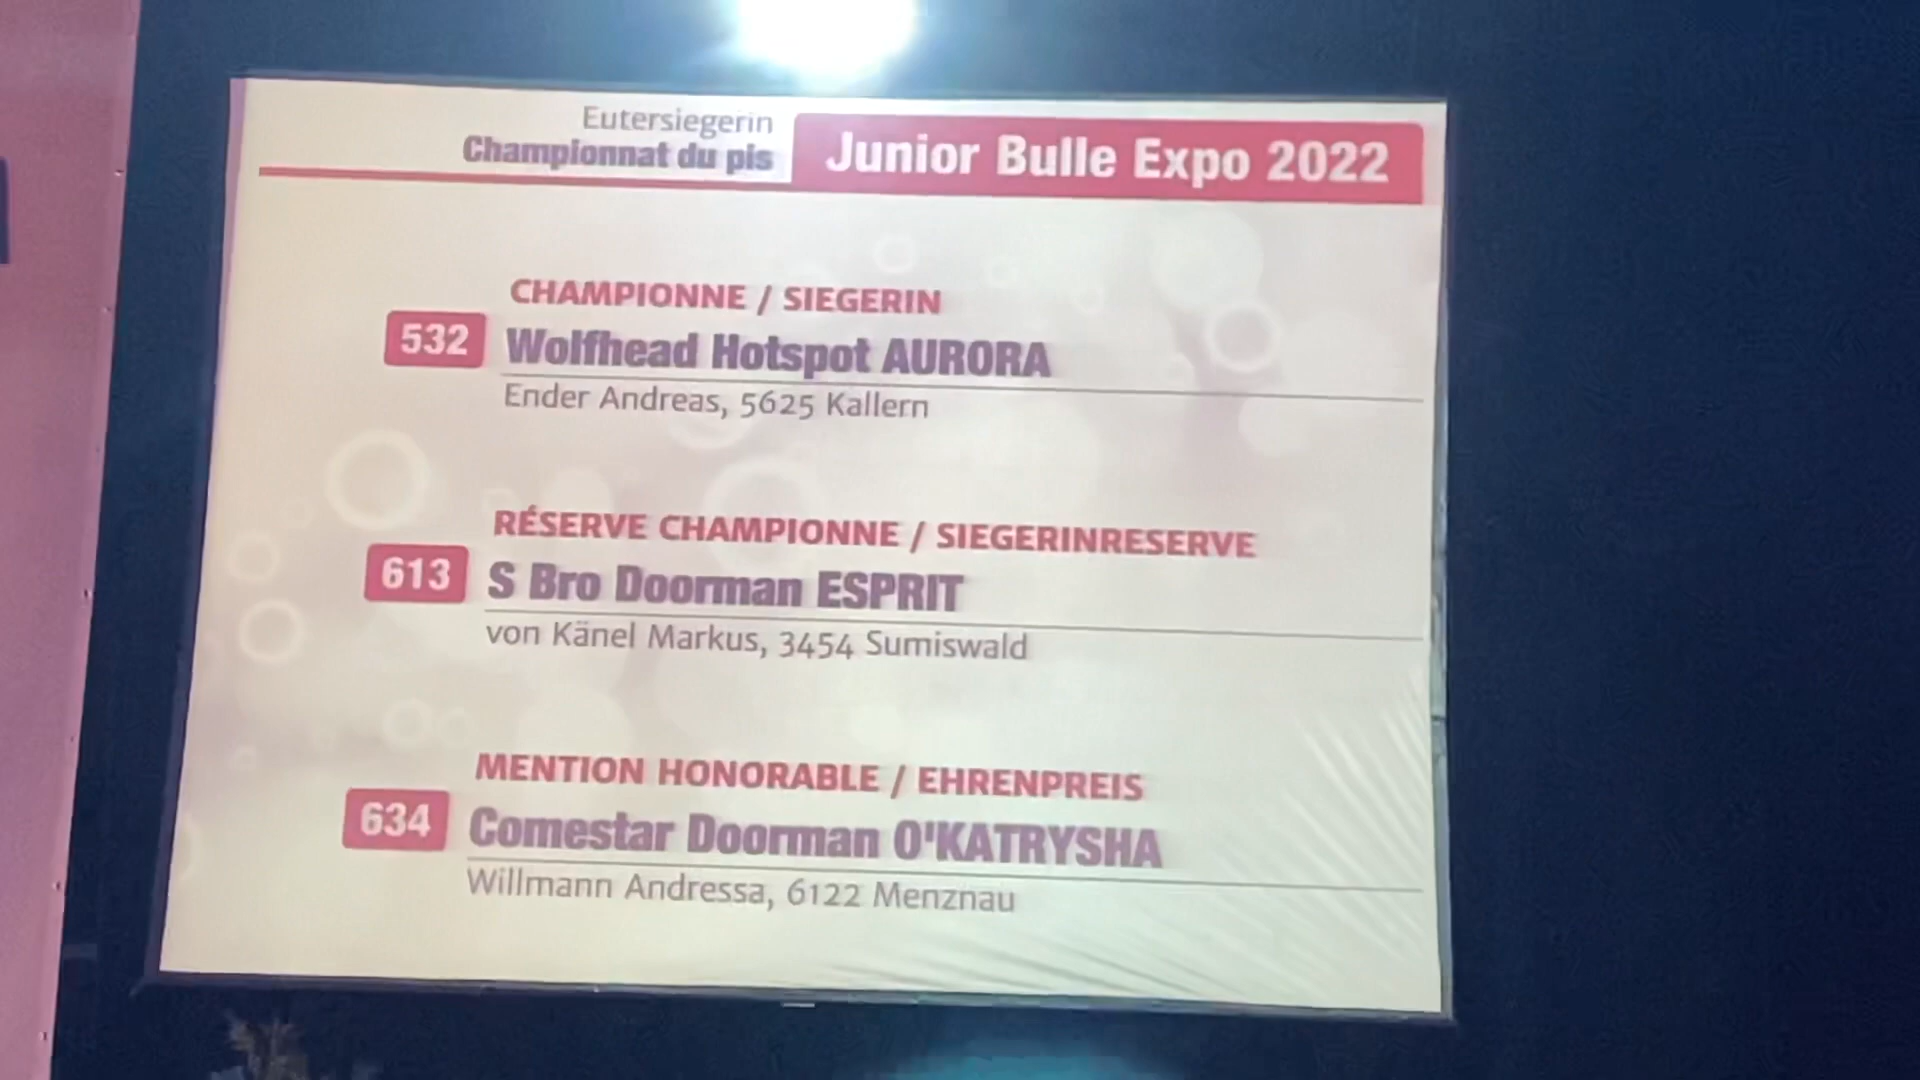 Eutersiegerin
Championnat du pis
Junior Bulle Expo 2022
CHAMPIONNE / SIEGERIN
532
Wolfhead Hotspot AURORA
Ender Andreas, 5625 Kallern
RÉSERVE CHAMPIONNE / SIEGERINRESERVE
613
S Bro Doorman ESPRIT
von Känel Markus, 3454 Sumiswald
MENTION HONORABLE / EHRENPREIS
634
Comestar Doorman O'KATRYSHA
Willmann Andressa, 6122 Menznau